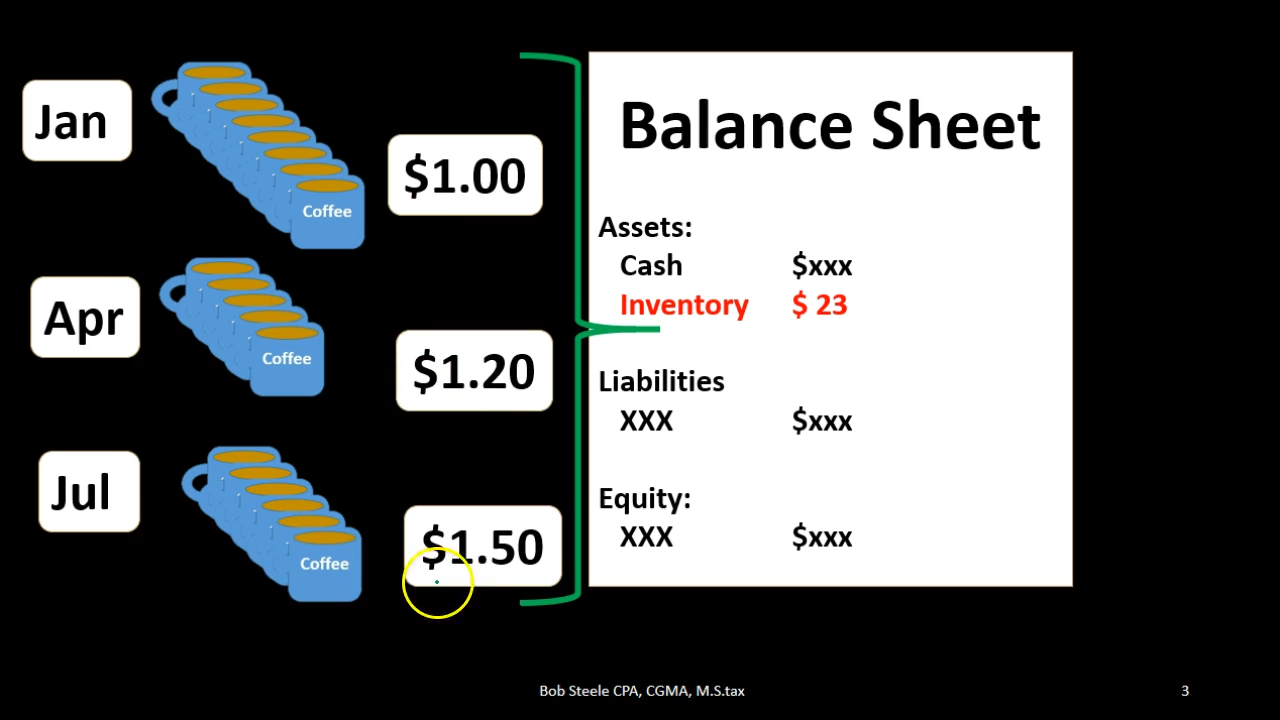 Jan
Coffee
$1.00
Apr
Coffee
$1.20
Jul
Coffee
$1.50
Balance Sheet
Assets:
Cash $xxx
Inventory $ 23
Liabilities
XXX $xxx
Equity:
XXX $xxx
Bob Steele CPA, CGMA, M.S.tax
3